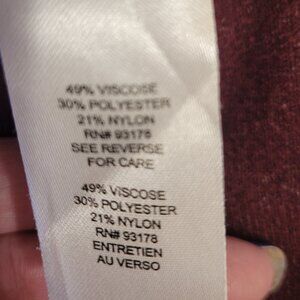 49% VISCOSE
30% POLYESTER
21% NYLON
RN# 93178
SEE REVERSE
FOR CARE
49% VISCOSE
30% POLYESTER
21% NYLON
RN# 93178
ENTRETIEN
AU VERSO